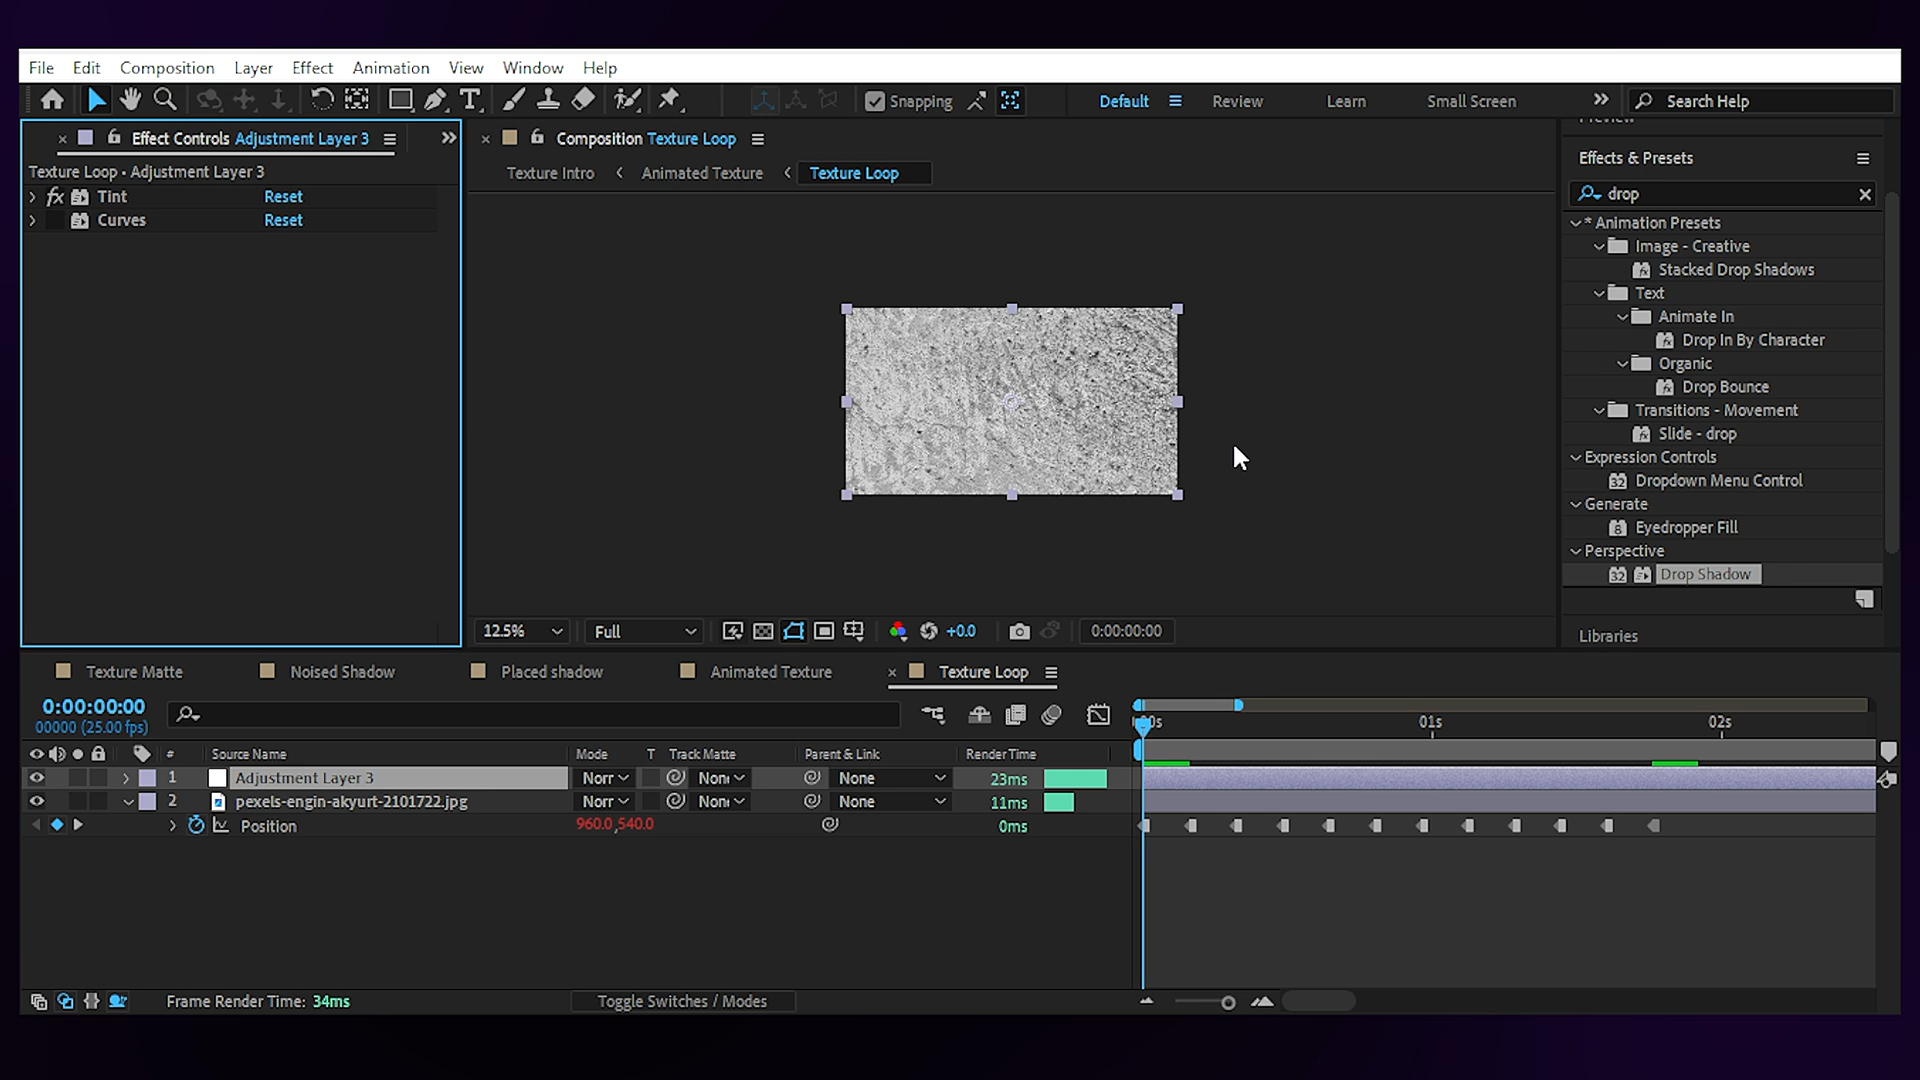 File Edit Composition Layer Effect Animation View Window Help
Snapping Default Review Learn Small Screen Search Help
Effect Controls Adjustment Layer 3
Texture Loop • Adjustment Layer 3
fx Tint Reset
Curves Reset
Composition Texture Loop
Texture Intro Animated Texture Texture Loop
Preview
Effects & Presets
drop
* Animation Presets
Image - Creative
Stacked Drop Shadows
Text
Animate In
Drop In By Character
Organic
Drop Bounce
Transitions - Movement
Slide - drop
Expression Controls
32 Dropdown Menu Control
Generate
8 Eyedropper Fill
Perspective
32 Drop Shadow
Libraries
12.5% Full +0.0 0:00:00:00
Texture Matte Noised Shadow Placed shadow Animated Texture Texture Loop
0:00:00:00
00000 (25.00 fps)
00s 01s 02s
# Source Name Mode T Track Matte Parent & Link Render Time
1 Adjustment Layer 3 Norr Non None 23ms
2 pexels-engin-akyurt-2101722.jpg Norr Non None 11ms
Position 960.0,540.0 0ms
Frame Render Time: 34ms Toggle Switches / Modes